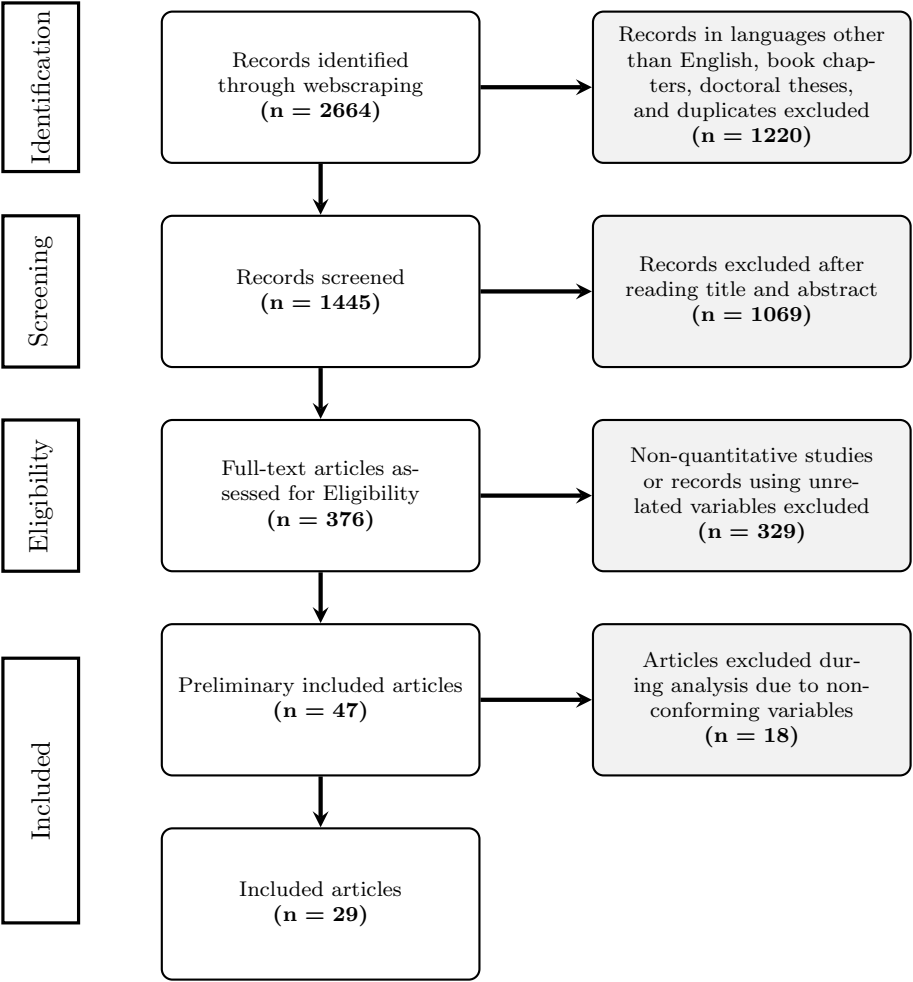 Identification
Records identified
through webscraping
(n = 2664)
Records in languages other
than English, book chap-
ters, doctoral theses,
and duplicates excluded
(n = 1220)
Screening
Records screened
(n = 1445)
Records excluded after
reading title and abstract
(n = 1069)
Eligibility
Full-text articles as-
sessed for Eligibility
(n = 376)
Non-quantitative studies
or records using unre-
lated variables excluded
(n = 329)
Included
Preliminary included articles
(n = 47)
Articles excluded dur-
ing analysis due to non-
conforming variables
(n = 18)
Included articles
(n = 29)